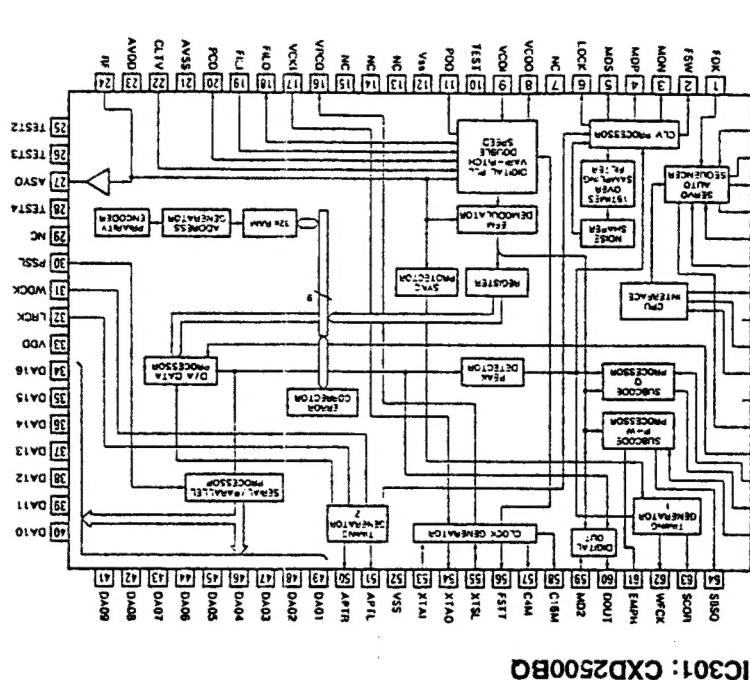 IC301: CXD2500BQ
SBSO
SCOR
WFCK
EMPH
DOUT
MD2
C16M
C4M
FSTT
XTSL
XTAO
XTAI
VSS
APTL
APTR
DA01
DA02
DA03
DA04
DA05
DA06
DA07
DA08
DA09
64 63 62 61 60 59 58 57 56 55 54 53 52 51 50 49 48 47 46 45 44 43 42 41
TIMING
GENERATOR
1
DIGITAL
OUT
CLOCK GENERATOR
TIMING
GENERATOR
2
SERIAL/PARALLEL
PROCESSOR
SUBCODE
P~W
PROCESSOR
SUBCODE
Q
PROCESSOR
PEAK
DETECTOR
ERROR
CORRECTOR
D/A DATA
PROCESSOR
CPU
INTERFACE
REGISTER
SYNC
PROTECTOR
9
NOISE
SHAPER
EFM
DEMODULATOR
12K RAM
ADDRESS
GENERATOR
PRIARITY
ENCODER
SERVO
AUTO
SEQUENCER
18TIMES
OVER
SAMPLING
FILTER
CLV PROCESSOR
DIGITAL PLL
VARI-PITCH
DOUBLE
SPEED
40 DA10
39 DA11
38 DA12
37 DA13
36 DA14
35 DA15
34 DA16
33 VDD
32 LRCK
31 WDCK
30 PSSL
29 NC
28 TEST4
27 ASYO
26 TEST3
25 TEST2
1 2 3 4 5 6 7 8 9 10 11 12 13 14 15 16 17 18 19 20 21 22 23 24
FOK
FSW
MON
MDP
MDS
LOCK
NC
VCOO
VCOI
TEST
PDO
Vss
NC
NC
NC
VPCO
VCKI
FILO
FILI
PCO
AVSS
CLTV
AVDD
RF